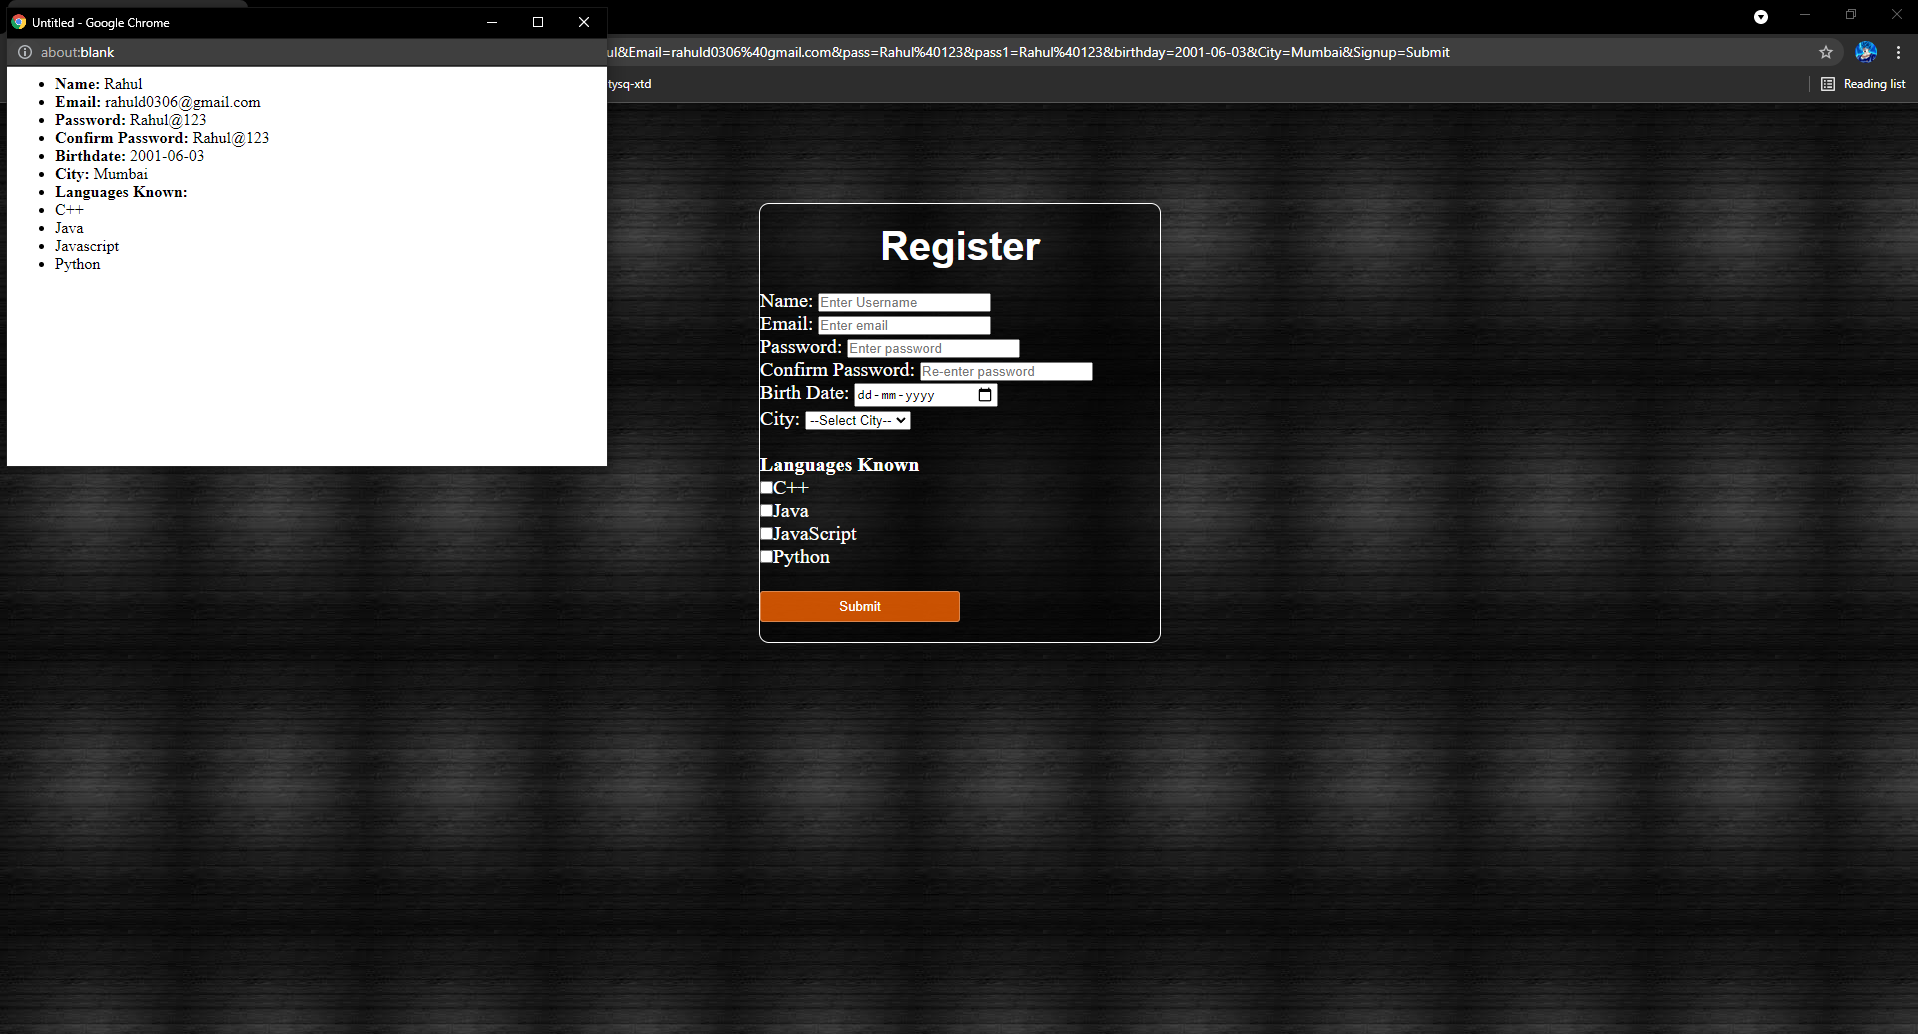 Untitled - Google Chrome
about:blank
ul&Email=rahuld0306%40gmail.com&pass=Rahul%40123&pass1=Rahul%40123&birthday=2001-06-03&City=Mumbai&Signup=Submit
tysq-xtd
Reading list
Name: Rahul
Email: rahuld0306@gmail.com
Password: Rahul@123
Confirm Password: Rahul@123
Birthdate: 2001-06-03
City: Mumbai
Languages Known:
C++
Java
Javascript
Python
Register
Name: Enter Username
Email: Enter email
Password: Enter password
Confirm Password: Re-enter password
Birth Date: dd-mm-yyyy
City: --Select City--
Languages Known
C++
Java
JavaScript
Python
Submit